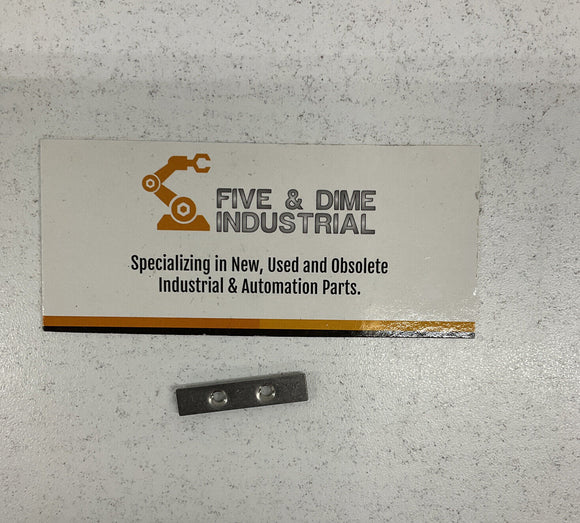 FIVE & DIME
INDUSTRIAL
Specializing in New, Used and Obsolete
Industrial & Automation Parts.